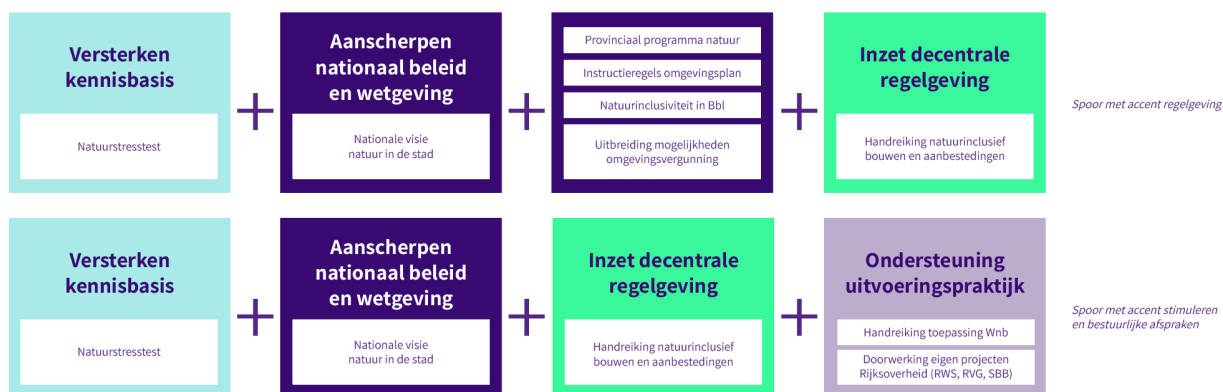 Versterken
kennisbasis
Natuurstresstest
+
Aanscherpen
nationaal beleid
en wetgeving
Nationale visie
natuur in de stad
+
Provinciaal programma natuur
Instructieregels omgevingsplan
Natuurinclusiviteit in Bbl
Uitbreiding mogelijkheden
omgevingsvergunning
+
Inzet decentrale
regelgeving
Handreiking natuurinclusief
bouwen en aanbestedingen
Spoor met accent regelgeving
Versterken
kennisbasis
Natuurstresstest
+
Aanscherpen
nationaal beleid
en wetgeving
Nationale visie
natuur in de stad
+
Inzet decentrale
regelgeving
Handreiking natuurinclusief
bouwen en aanbestedingen
+
Ondersteuning
uitvoeringspraktijk
Handreiking toepassing Wnb
Doorwerking eigen projecten
Rijksoverheid (RWS, RVG, SBB)
Spoor met accent stimuleren
en bestuurlijke afspraken